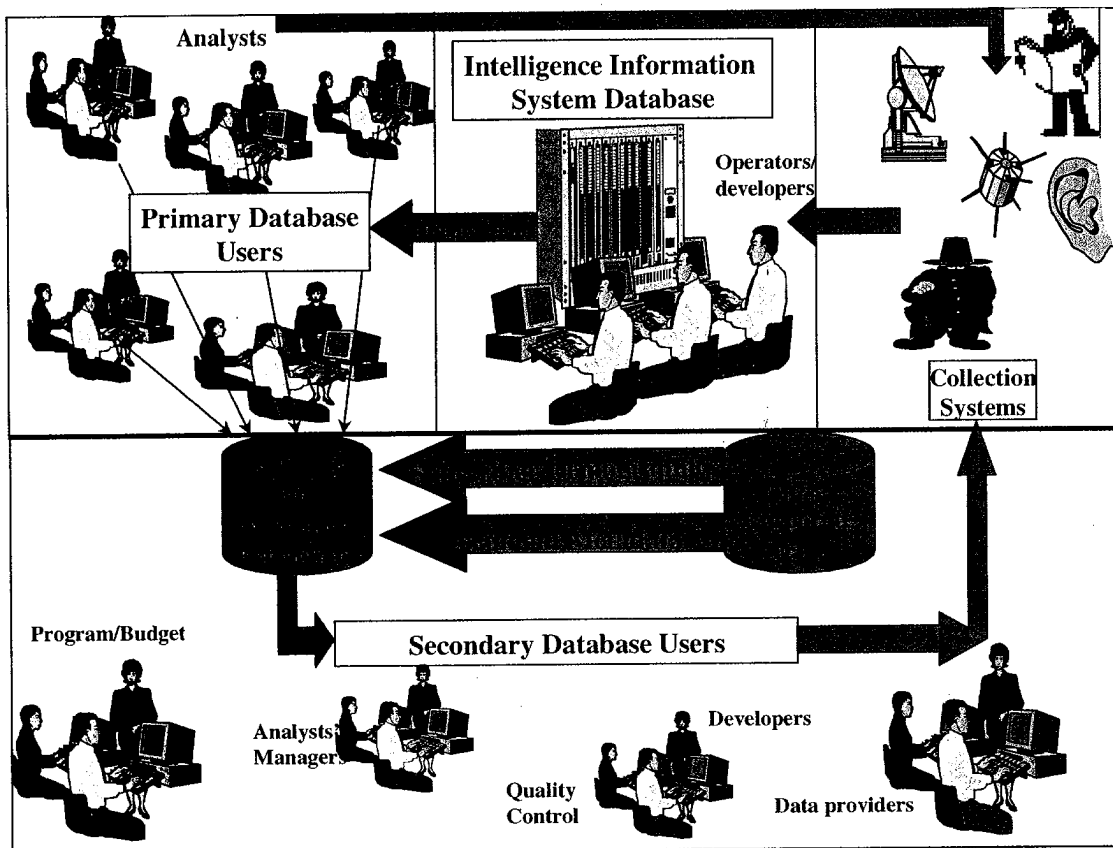 Analysts
Intelligence Information
System Database
Operators/
developers
Primary Database
Users
Collection
Systems
Program/Budget
Secondary Database Users
Analysts'
Managers
Quality
Control
Developers
Data providers